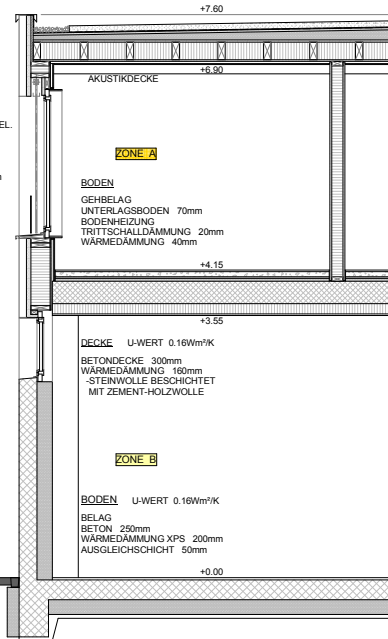 +7.60
+6.90
AKUSTIKDECKE
EL.
ZONE A
BODEN
GEHBELAG
UNTERLAGSBODEN 70mm
BODENHEIZUNG
TRITTSCHALLDÄMMUNG 20mm
WÄRMEDÄMMUNG 40mm
+4.15
+3.55
DECKE U-WERT 0.16Wm²/K
BETONDECKE 300mm
WÄRMEDÄMMUNG 160mm
-STEINWOLLE BESCHICHTET
MIT ZEMENT-HOLZWOLLE
ZONE B
BODEN U-WERT 0.16Wm²/K
BELAG
BETON 250mm
WÄRMEDÄMMUNG XPS 200mm
AUSGLEICHSCHICHT 50mm
+0.00